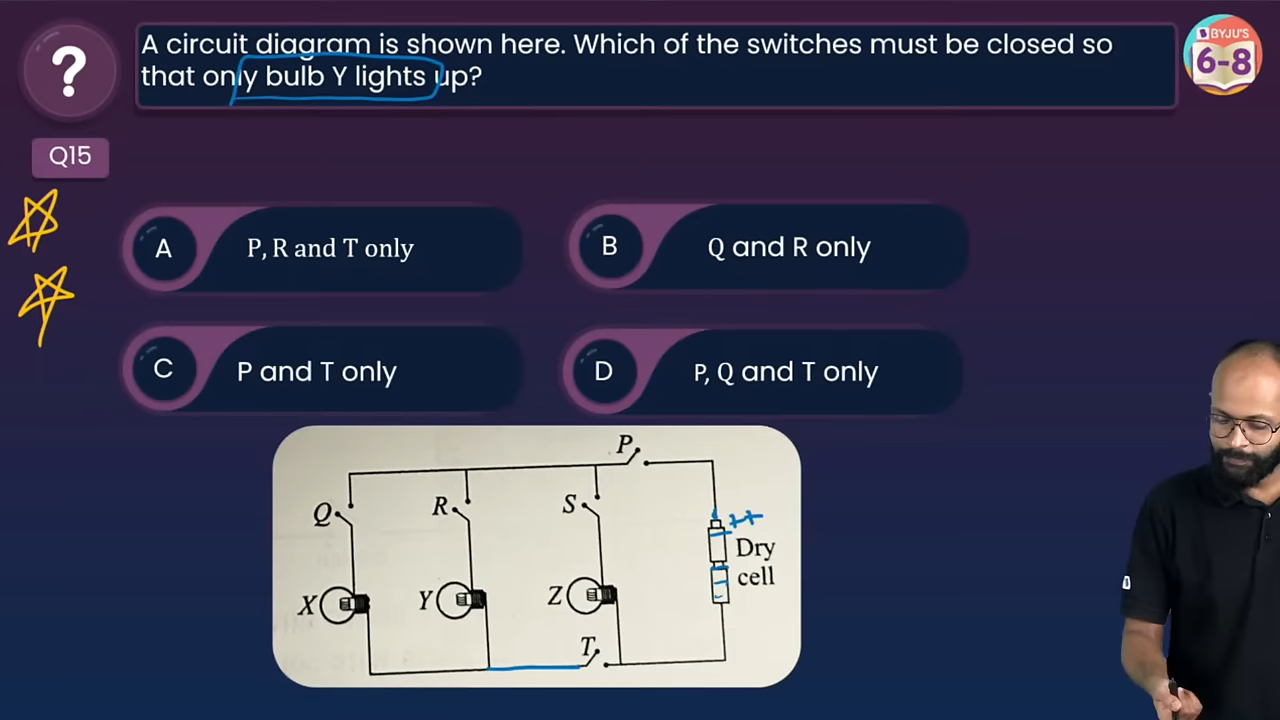 ?
A circuit diagram is shown here. Which of the switches must be closed so
that only bulb Y lights up?
BYJU'S
6-8
Q15
A
P, R and T only
B
Q and R only
C
P and T only
D
P, Q and T only
P
Q
R
S
Dry
cell
X
Y
Z
T